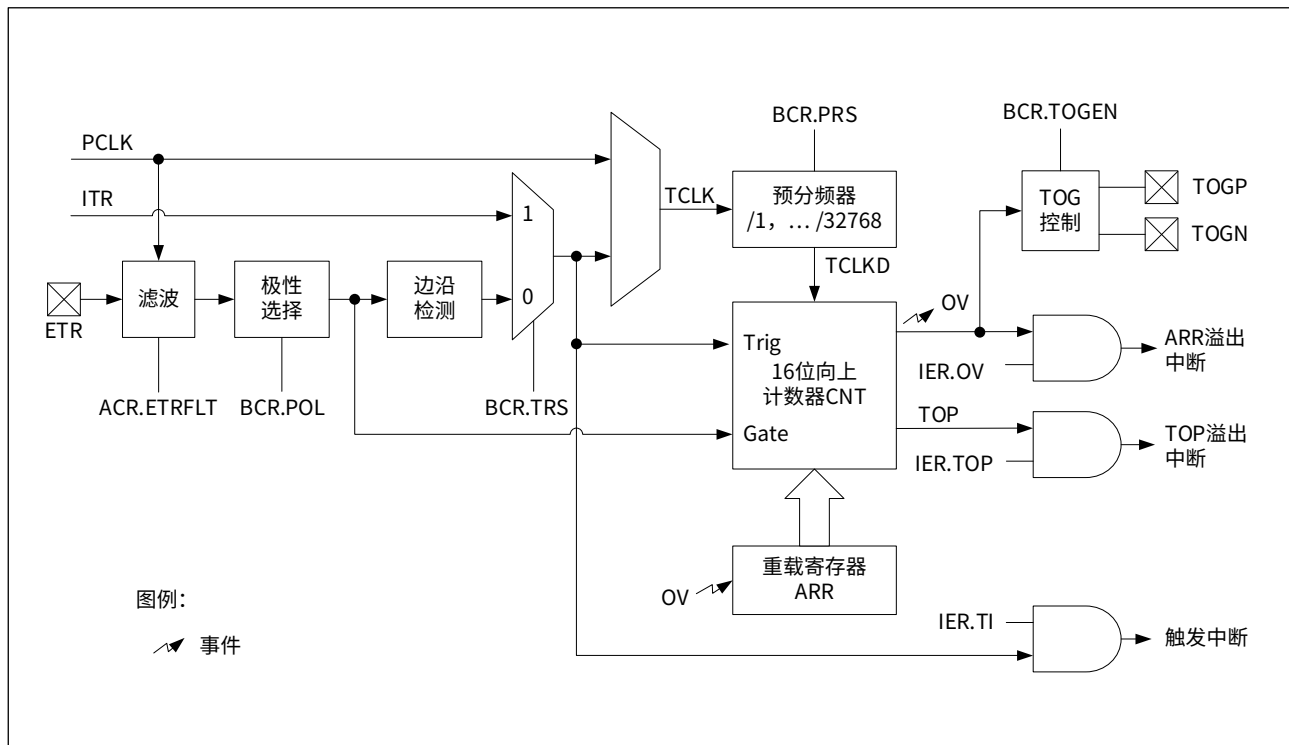 BCR.PRS
BCR.TOGEN
PCLK
ITR
TCLK
预分频器
/1，… /32768
TOG
控制
TOGP
TOGN
1
0
TCLKD
滤波
极性
选择
边沿
检测
ETR
OV
Trig
16位向上
计数器CNT
Gate
IER.OV
ARR溢出
中断
ACR.ETRFLT
BCR.POL
BCR.TRS
TOP
IER.TOP
TOP溢出
中断
重载寄存器
ARR
OV
图例：
事件
IER.TI
触发中断